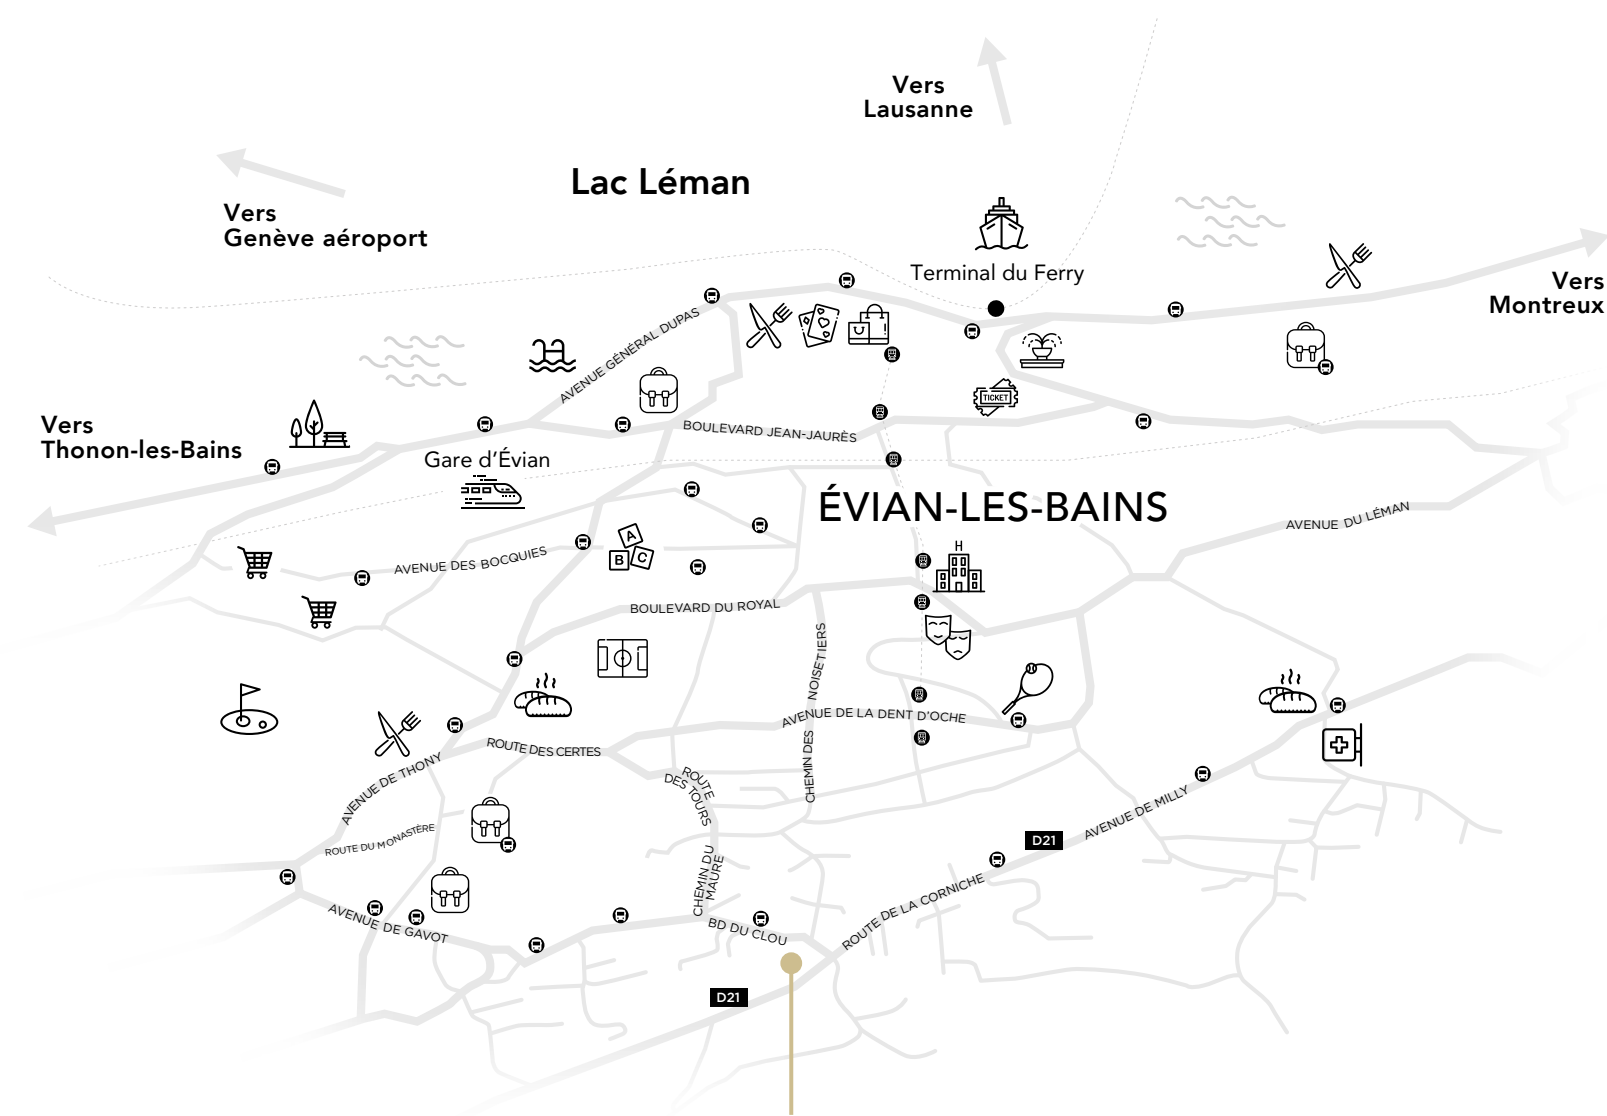 Vers
Lausanne
Lac Léman
Vers
Genève aéroport
Terminal du Ferry
Vers
Montreux
AVENUE GÉNÉRAL DUPAS
TICKET
Vers
Thonon-les-Bains
BOULEVARD JEAN-JAURÈS
Gare d'Évian
ÉVIAN-LES-BAINS
AVENUE DU LÉMAN
A
B C
H
AVENUE DES BOCQUIES
BOULEVARD DU ROYAL
CHEMIN DES NOISETIERS
AVENUE DE LA DENT D'OCHE
ROUTE DES CERTES
AVENUE DE THONY
ROUTE
DES TOURS
AVENUE DE MILLY
D21
ROUTE DU MONASTÈRE
CHEMIN DU
MAURE
ROUTE DE LA CORNICHE
AVENUE DE GAVOT
BD DU CLOU
D21